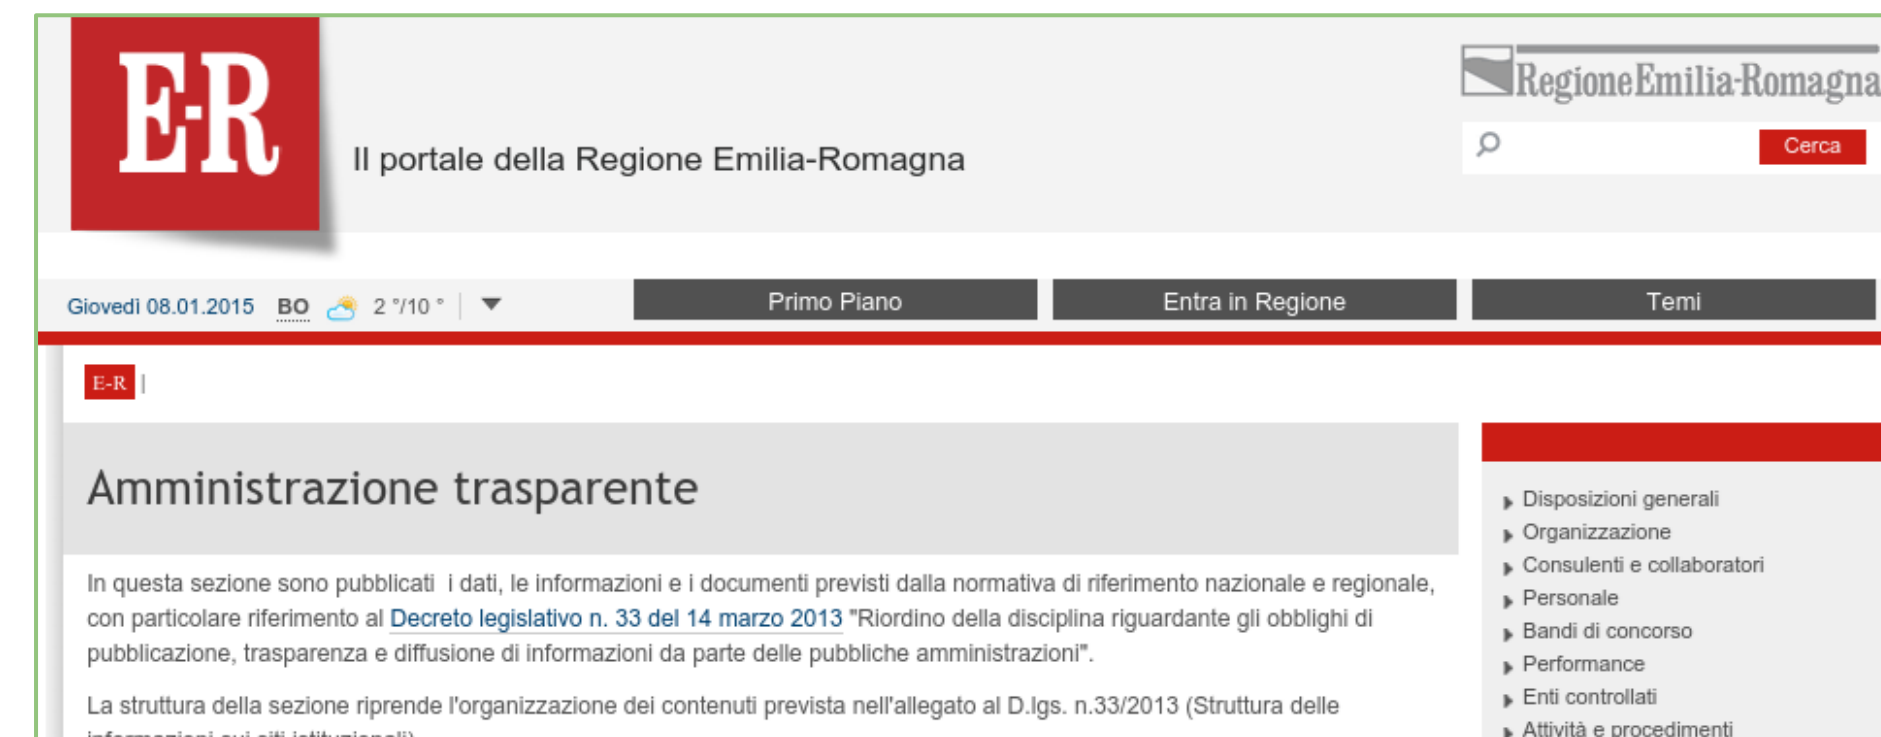 E-R
Il portale della Regione Emilia-Romagna
RegioneEmilia-Romagna
Cerca
Giovedì 08.01.2015 BO 2 °/10 °
Primo Piano
Entra in Regione
Temi
E-R |
Amministrazione trasparente
In questa sezione sono pubblicati i dati, le informazioni e i documenti previsti dalla normativa di riferimento nazionale e regionale,
con particolare riferimento al Decreto legislativo n. 33 del 14 marzo 2013 "Riordino della disciplina riguardante gli obblighi di
pubblicazione, trasparenza e diffusione di informazioni da parte delle pubbliche amministrazioni".
La struttura della sezione riprende l'organizzazione dei contenuti prevista nell'allegato al D.lgs. n.33/2013 (Struttura delle
informazioni sui siti istituzionali)
Disposizioni generali
Organizzazione
Consulenti e collaboratori
Personale
Bandi di concorso
Performance
Enti controllati
Attività e procedimenti